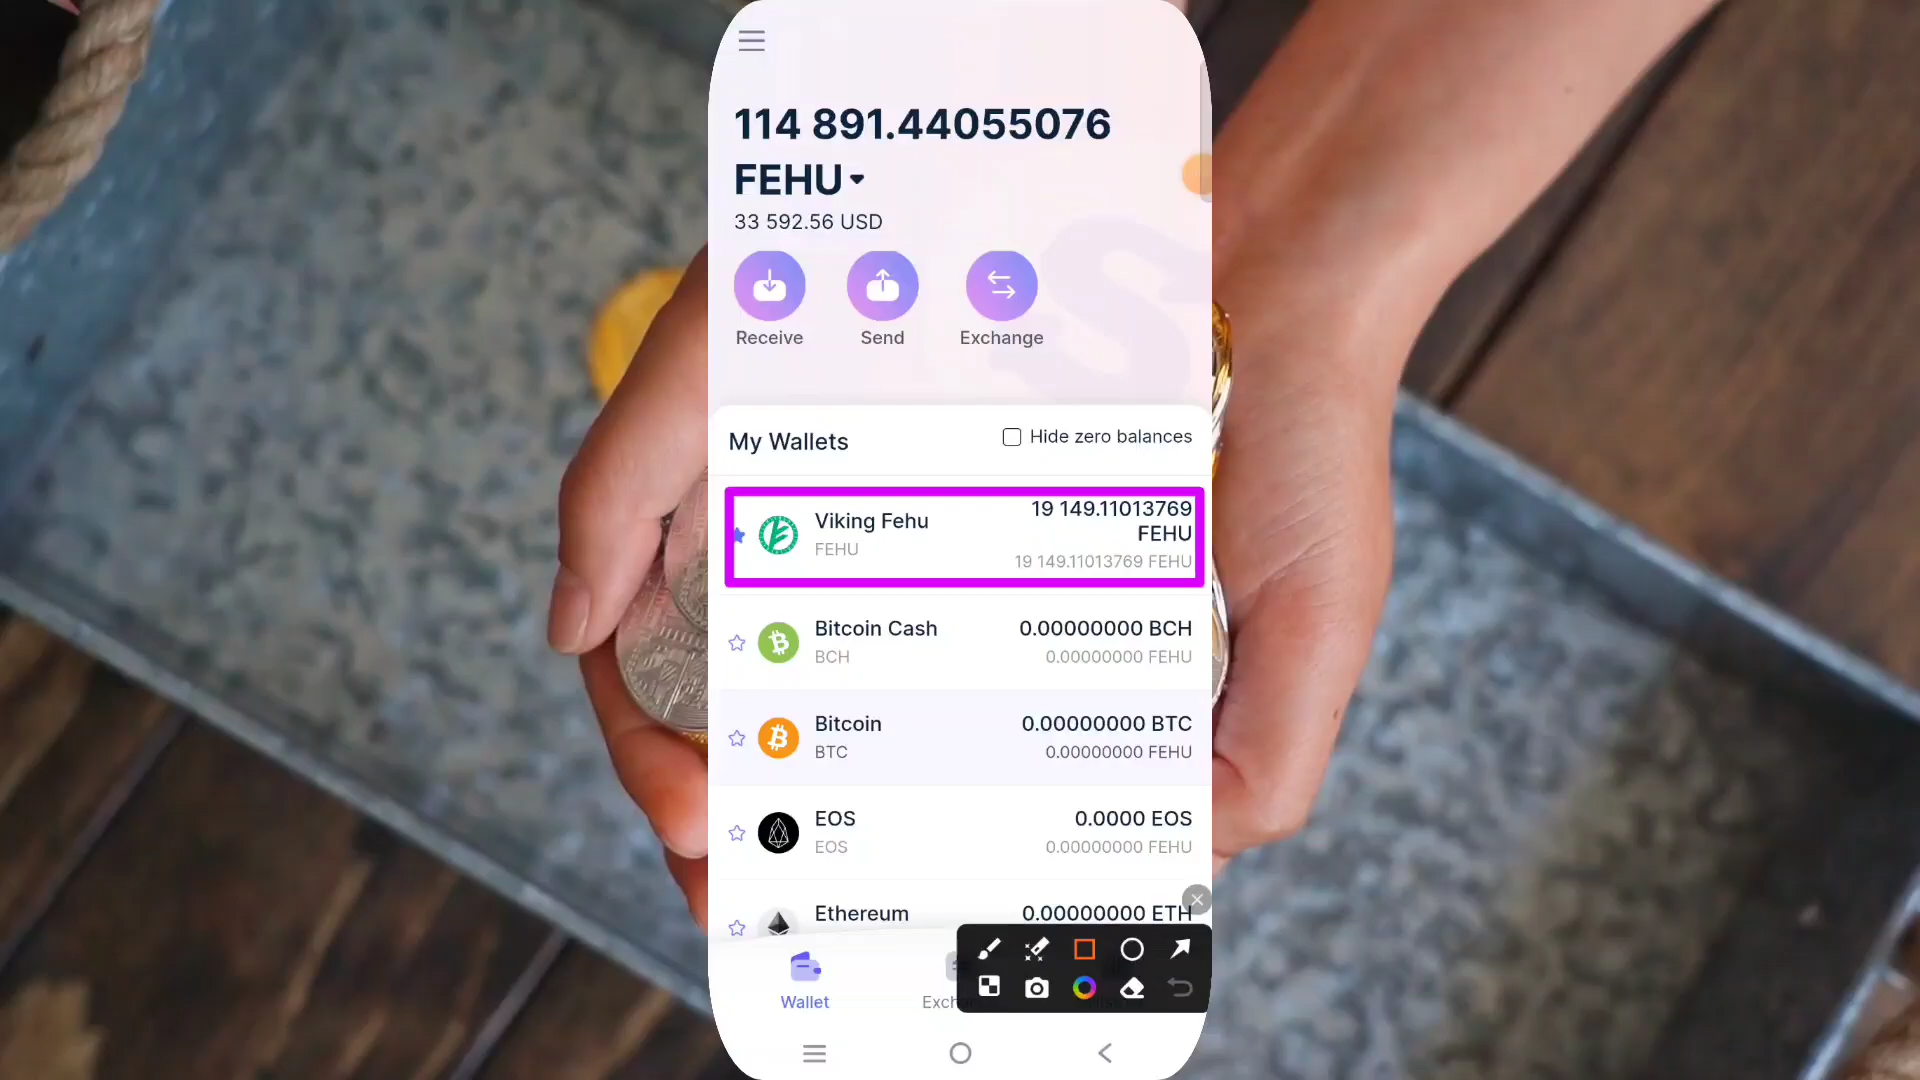 114 891.44055076
FEHU
33 592.56 USD
Receive
Send
Exchange
My Wallets
Hide zero balances
Viking Fehu
19 149.11013769
FEHU
FEHU
19 149.11013769 FEHU
Bitcoin Cash
0.00000000 BCH
BCH
0.00000000 FEHU
Bitcoin
0.00000000 BTC
BTC
0.00000000 FEHU
EOS
0.0000 EOS
EOS
0.00000000 FEHU
Ethereum
0.00000000 ETH
Wallet
Exch